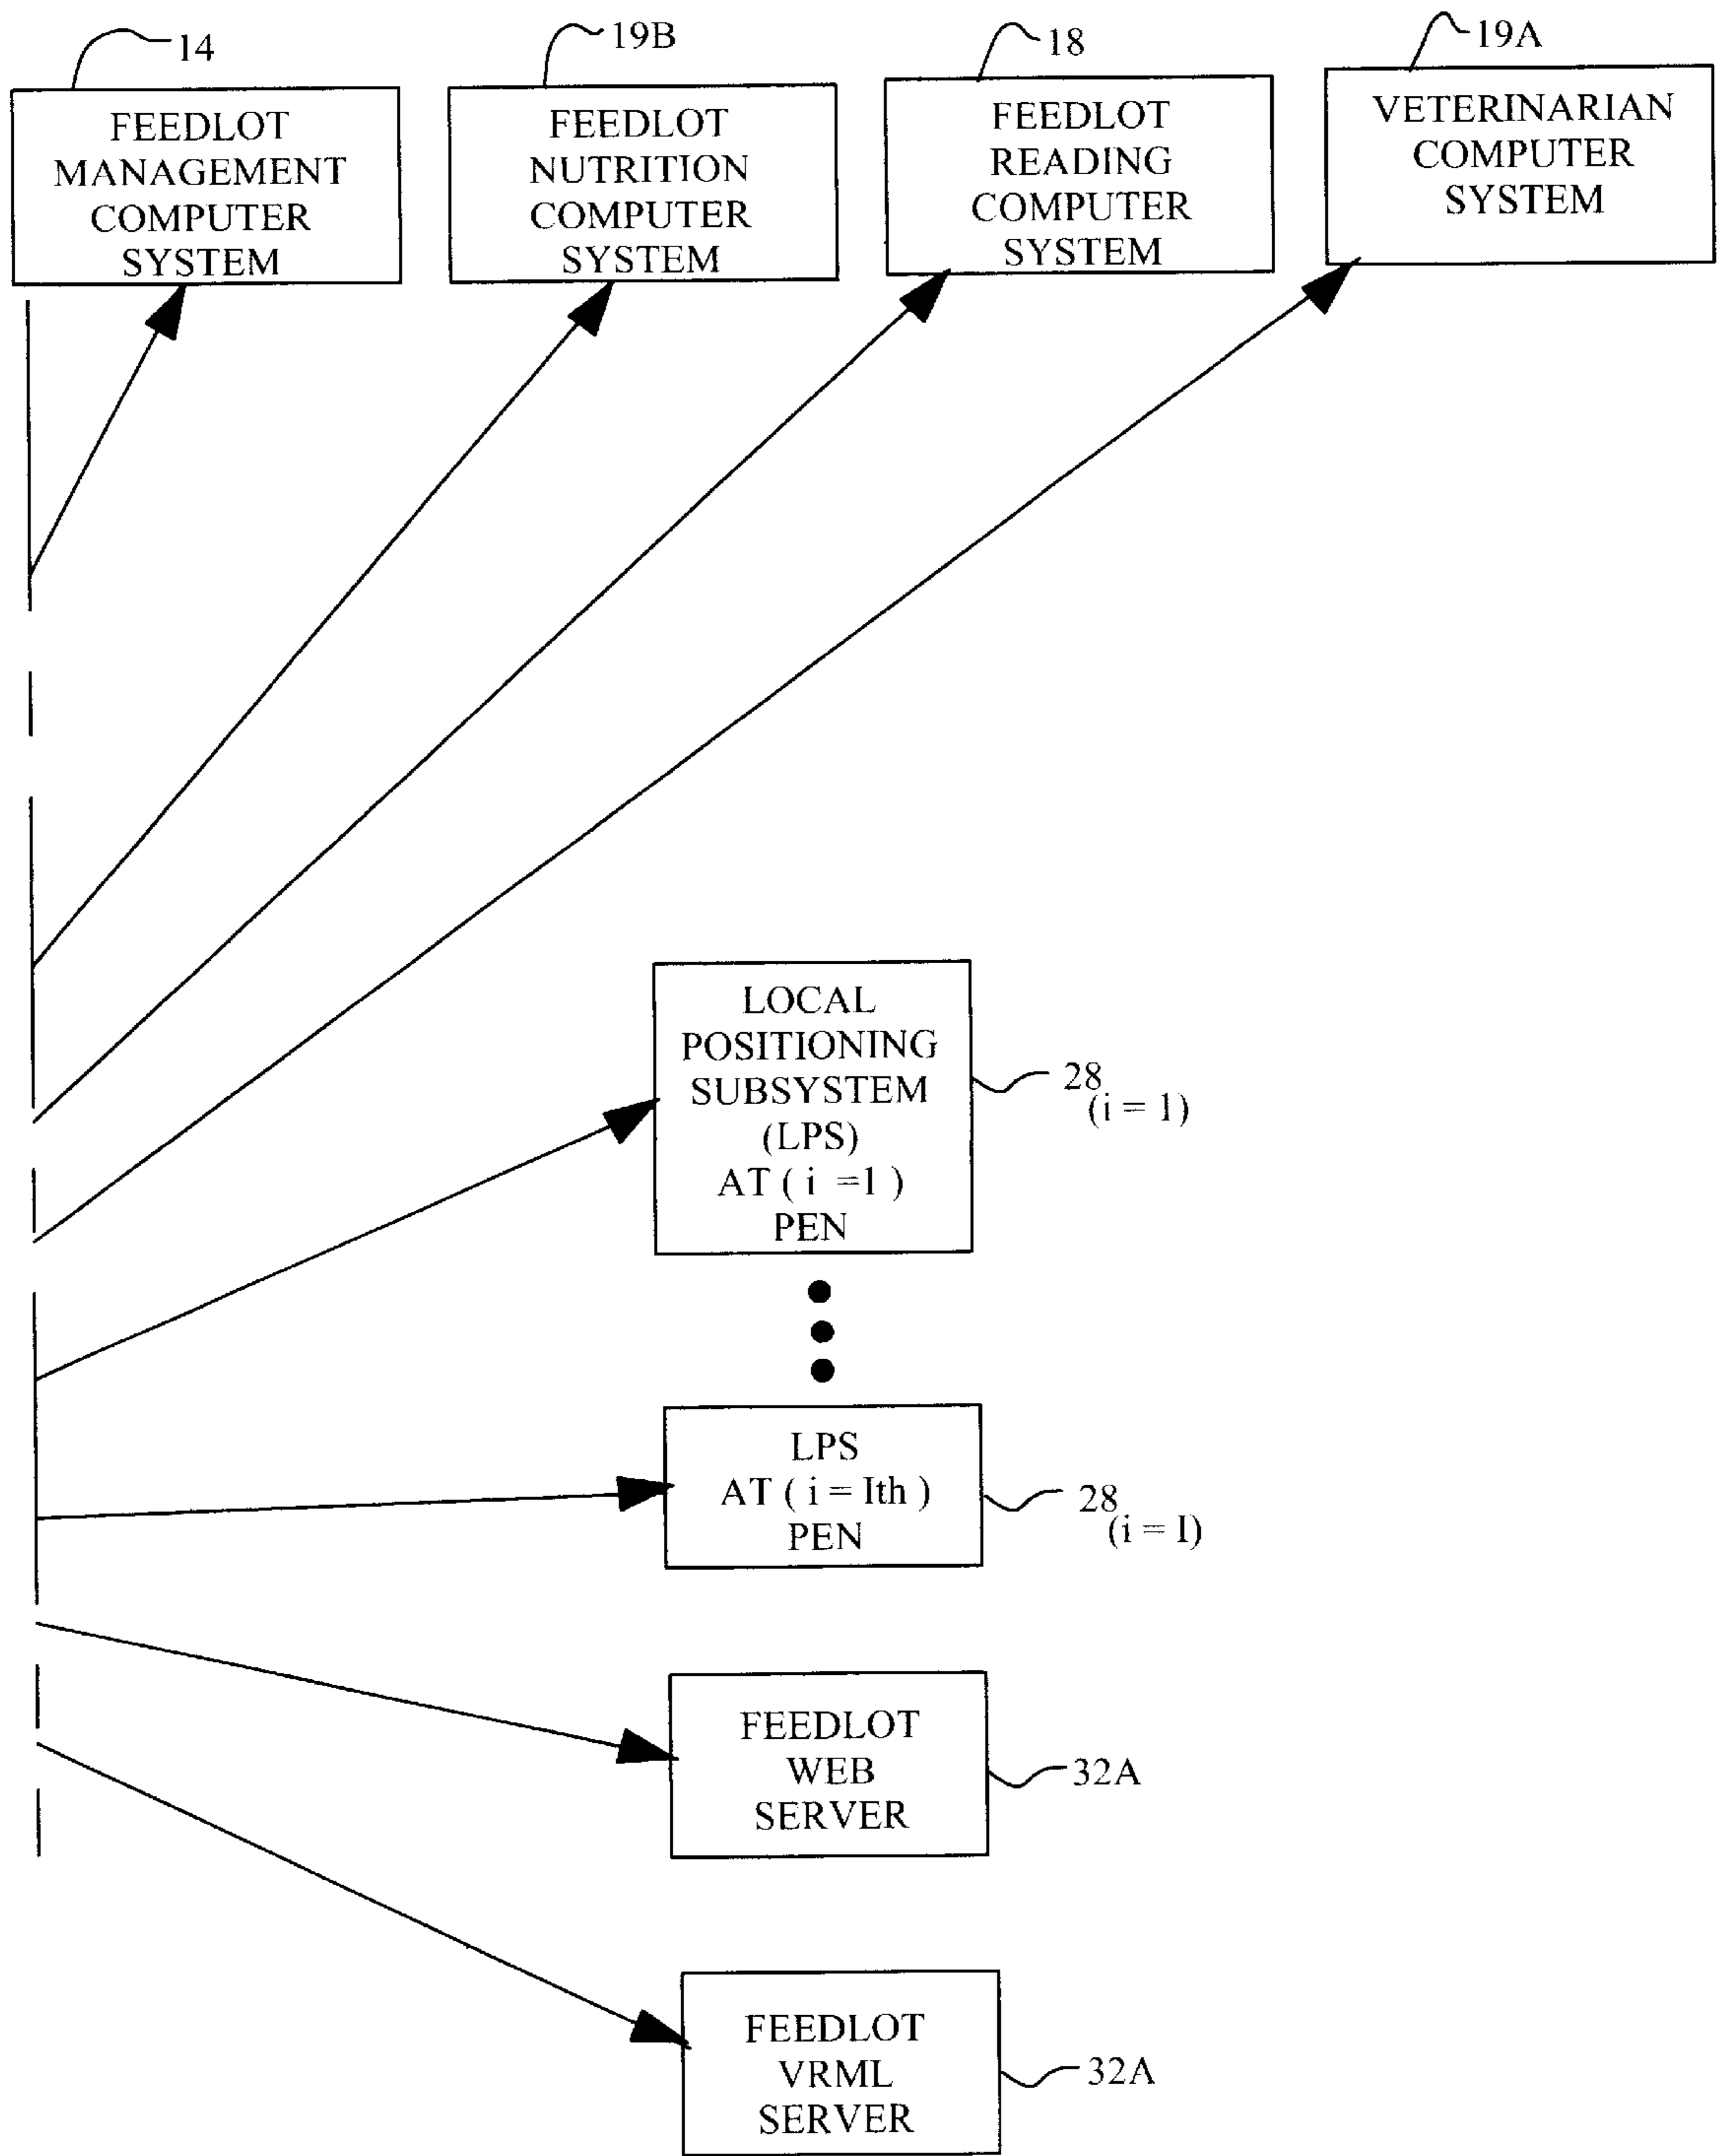 14
19B
18
19A
FEEDLOT
MANAGEMENT
COMPUTER
SYSTEM
FEEDLOT
NUTRITION
COMPUTER
SYSTEM
FEEDLOT
READING
COMPUTER
SYSTEM
VETERINARIAN
COMPUTER
SYSTEM
LOCAL
POSITIONING
SUBSYSTEM
(LPS)
AT ( i =1 )
PEN
28 (i = 1)
LPS
AT ( i = Ith )
PEN
28 (i = I)
FEEDLOT
WEB
SERVER
32A
FEEDLOT
VRML
SERVER
32A